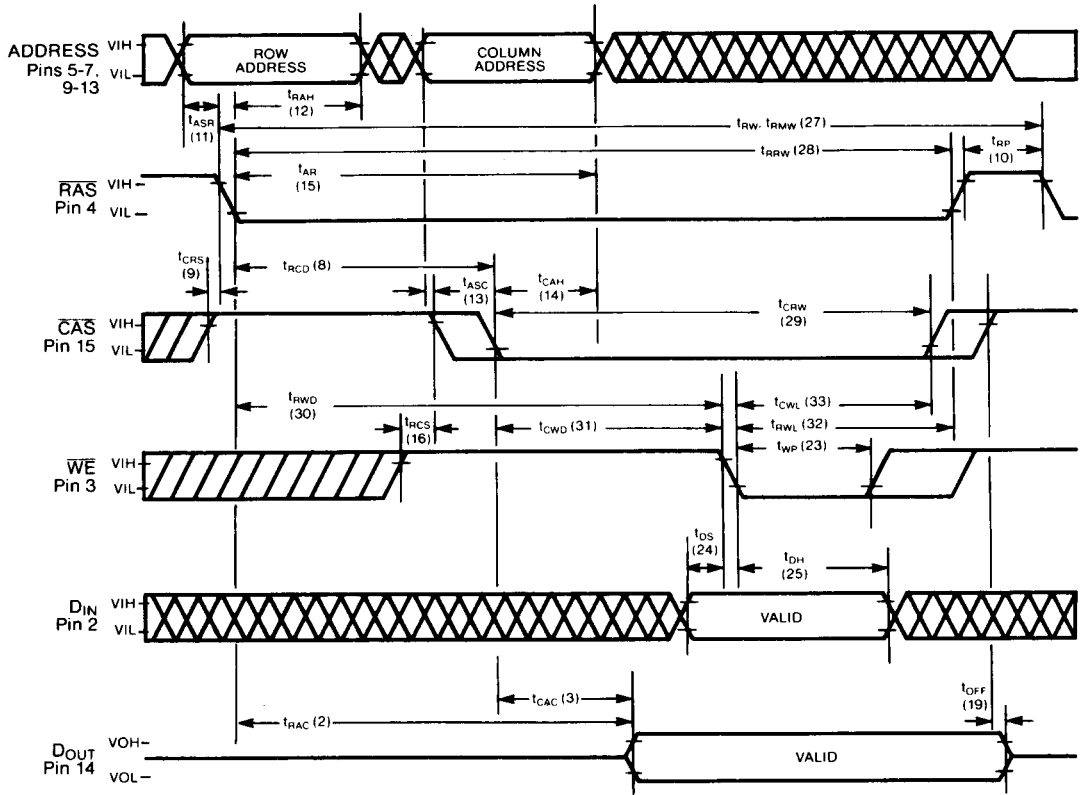 ADDRESS
Pins 5-7,
9-13
VIH
VIL
ROW
ADDRESS
COLUMN
ADDRESS
tRAH
(12)
tASR
(11)
tRW, tRMW (27)
tRRW (28)
tRP
(10)
tAR
(15)
RAS
Pin 4
VIH
VIL
tCRS
(9)
tRCD (8)
tASC
(13)
tCAH
(14)
tCRW
(29)
CAS
Pin 15
VIH
VIL
tRWD
(30)
tRCS
(16)
tCWD (31)
tCWL (33)
tRWL (32)
tWP (23)
WE
Pin 3
VIH
VIL
tDS
(24)
tDH
(25)
DIN
Pin 2
VIH
VIL
VALID
tCAC (3)
tRAC (2)
tOFF
(19)
DOUT
Pin 14
VOH
VOL
VALID